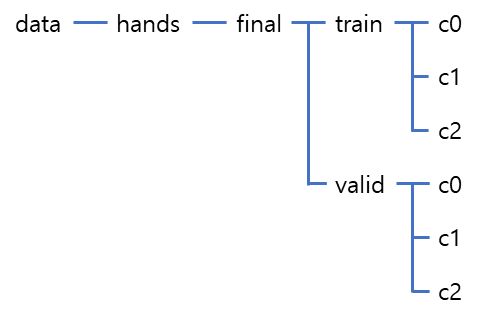 data hands final train c0
c1
c2
valid c0
c1
c2